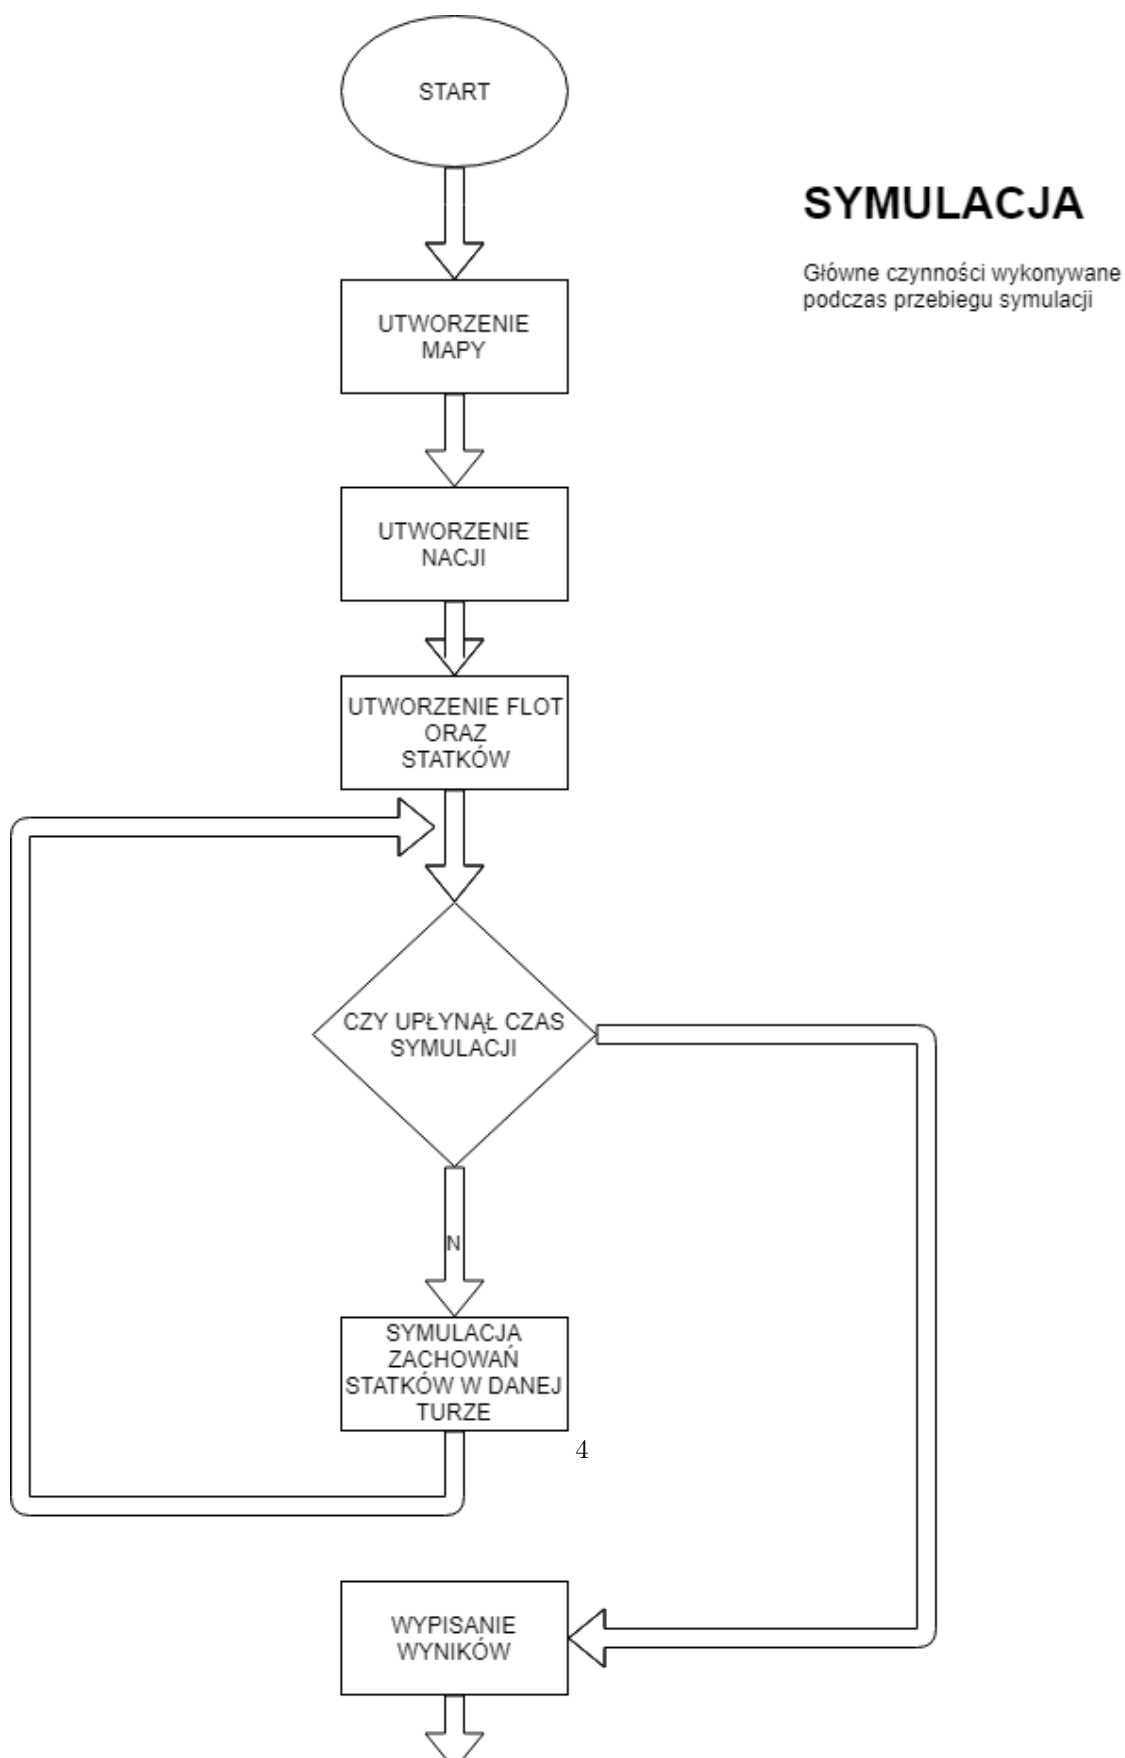 START
SYMULACJA
Główne czynności wykonywane
podczas przebiegu symulacji
UTWORZENIE
MAPY
UTWORZENIE
NACJI
UTWORZENIE FLOT
ORAZ
STATKÓW
CZY UPŁYNĄŁ CZAS
SYMULACJI
N
SYMULACJA
ZACHOWAŃ
STATKÓW W DANEJ
TURZE
4
WYPISANIE
WYNIKÓW